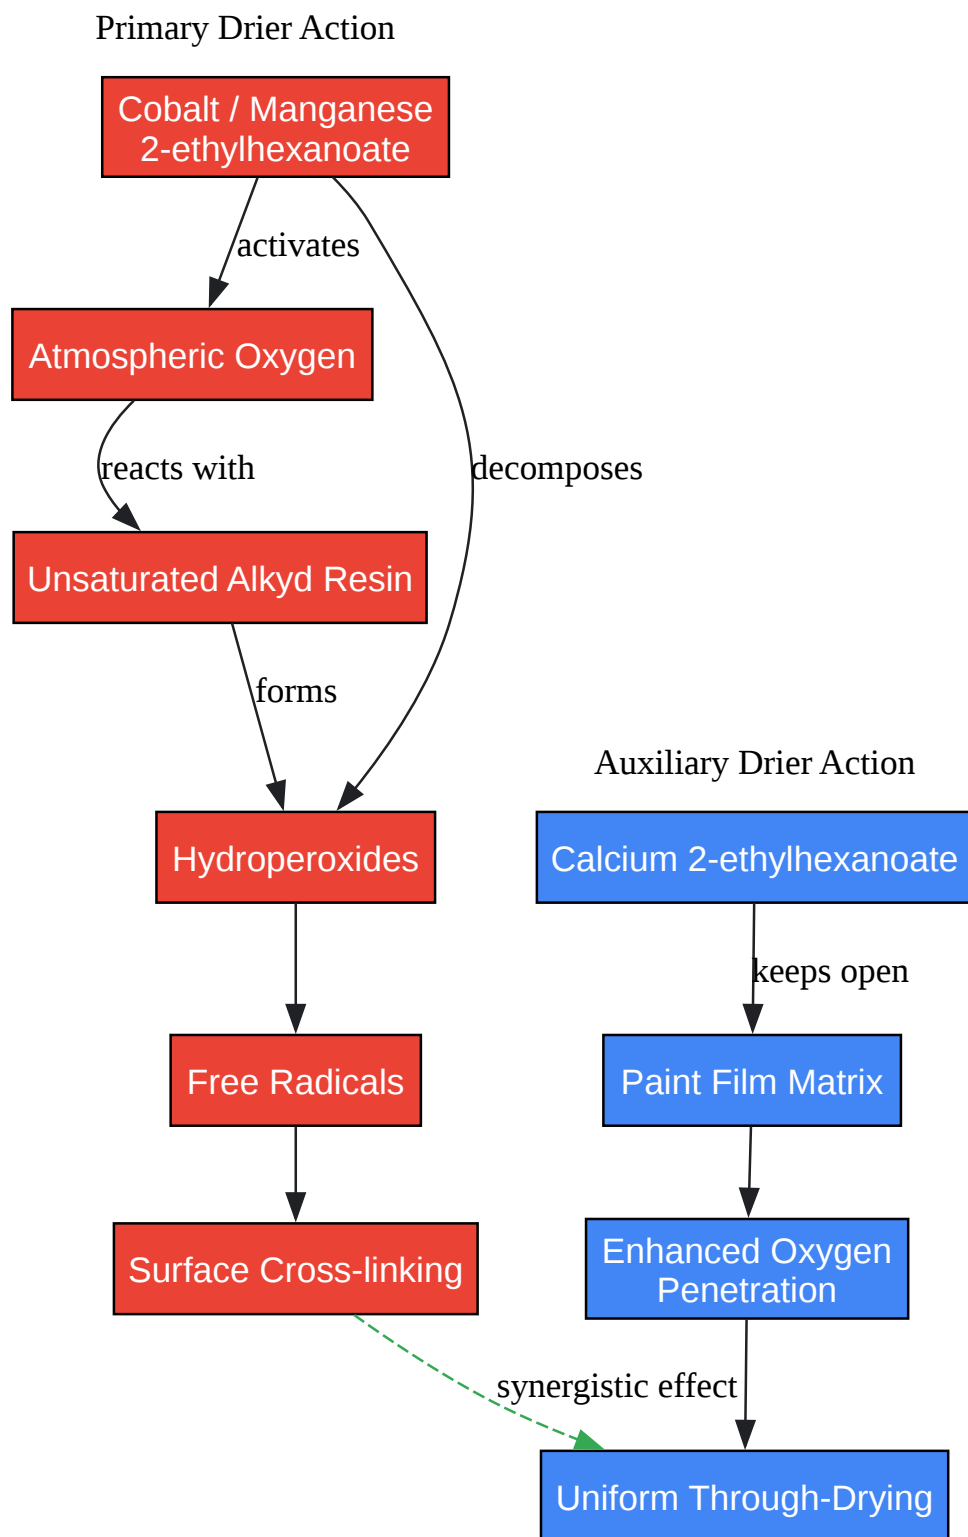 Primary Drier Action
Cobalt / Manganese
2-ethylhexanoate
activates
Atmospheric Oxygen
reacts with
decomposes
Unsaturated Alkyd Resin
forms
Auxiliary Drier Action
Hydroperoxides
Calcium 2-ethylhexanoate
keeps open
Free Radicals
Paint Film Matrix
Surface Cross-linking
Enhanced Oxygen
Penetration
synergistic effect
Uniform Through-Drying